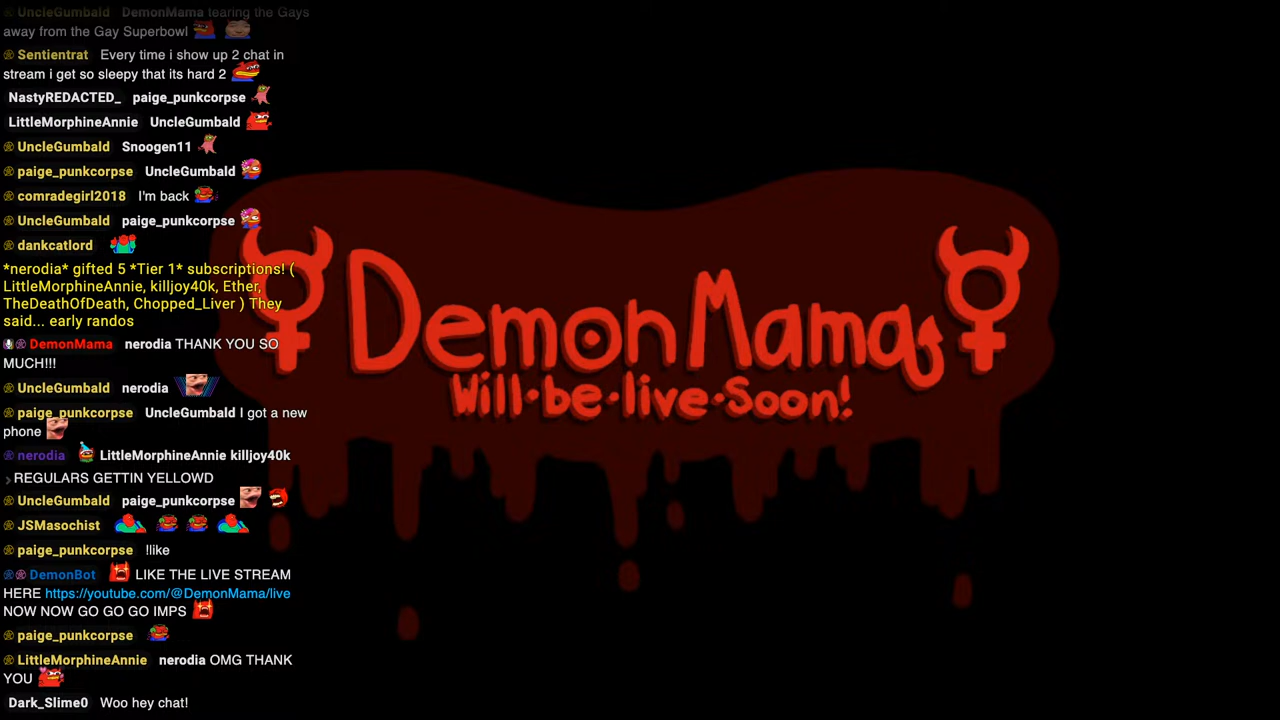 UncleGumbald DemonMama tearing the Gays
away from the Gay Superbowl
Sentientrat Every time i show up 2 chat in
stream i get so sleepy that its hard 2
NastyREDACTED_ paige_punkcorpse
LittleMorphineAnnie UncleGumbald
UncleGumbald Snoogen11
paige_punkcorpse UncleGumbald
comradegirl2018 I'm back
UncleGumbald paige_punkcorpse
dankcatlord
*nerodia* gifted 5 *Tier 1* subscriptions! (
LittleMorphineAnnie, killjoy40k, Ether,
TheDeathOfDeath, Chopped_Liver ) They
said... early randos
DemonMama nerodia THANK YOU SO
MUCH!!!
UncleGumbald nerodia
paige_punkcorpse UncleGumbald I got a new
phone
nerodia LittleMorphineAnnie killjoy40k
REGULARS GETTIN YELLOWD
UncleGumbald paige_punkcorpse
JSMasochist
paige_punkcorpse !like
DemonBot LIKE THE LIVE STREAM
HERE https://youtube.com/@DemonMama/live
NOW NOW GO GO GO IMPS
paige_punkcorpse
LittleMorphineAnnie nerodia OMG THANK
YOU
Dark_Slime0 Woo hey chat!
DemonMama
Will·be·live·Soon!